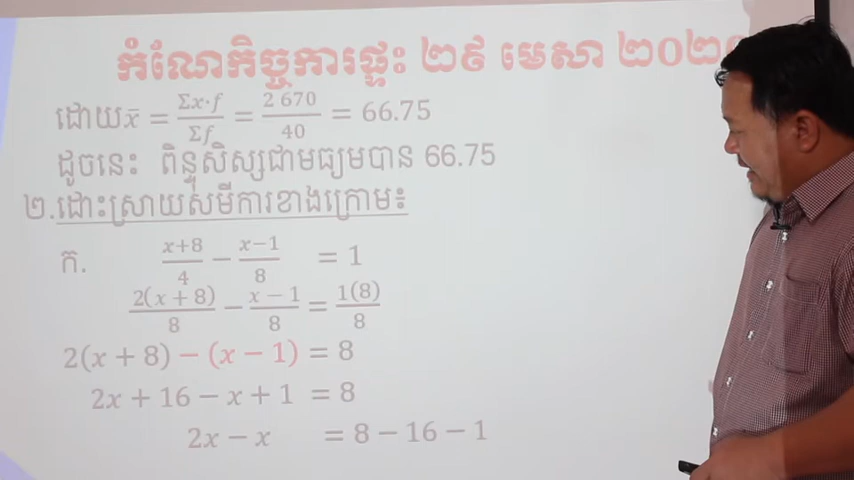 កំណែកិច្ចការផ្ទះ ២៩ មេសា ២០២០
ដោយ x̄ = Σx·f/Σf = 2 670/40 = 66.75
ដូចនេះ ពិន្ទុសិស្សជាមធ្យមបាន 66.75
២.ដោះស្រាយសមីការខាងក្រោម៖
ក. (x+8)/4 − (x−1)/8 = 1
2(x + 8)/8 − (x − 1)/8 = 1(8)/8
2(x + 8) − (x − 1) = 8
2x + 16 − x + 1 = 8
2x − x = 8 − 16 − 1